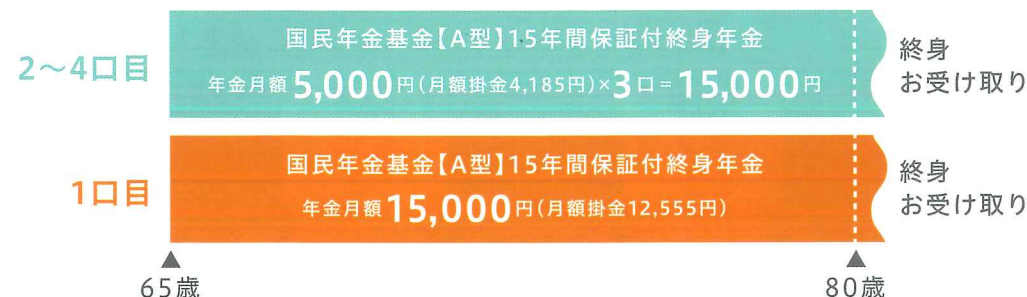 2〜4口目
国民年金基金【A型】15年間保証付終身年金
年金月額5,000円(月額掛金4,185円)×3口=15,000円
終身
お受け取り
1口目
国民年金基金【A型】15年間保証付終身年金
年金月額15,000円(月額掛金12,555円)
終身
お受け取り
65歳
80歳